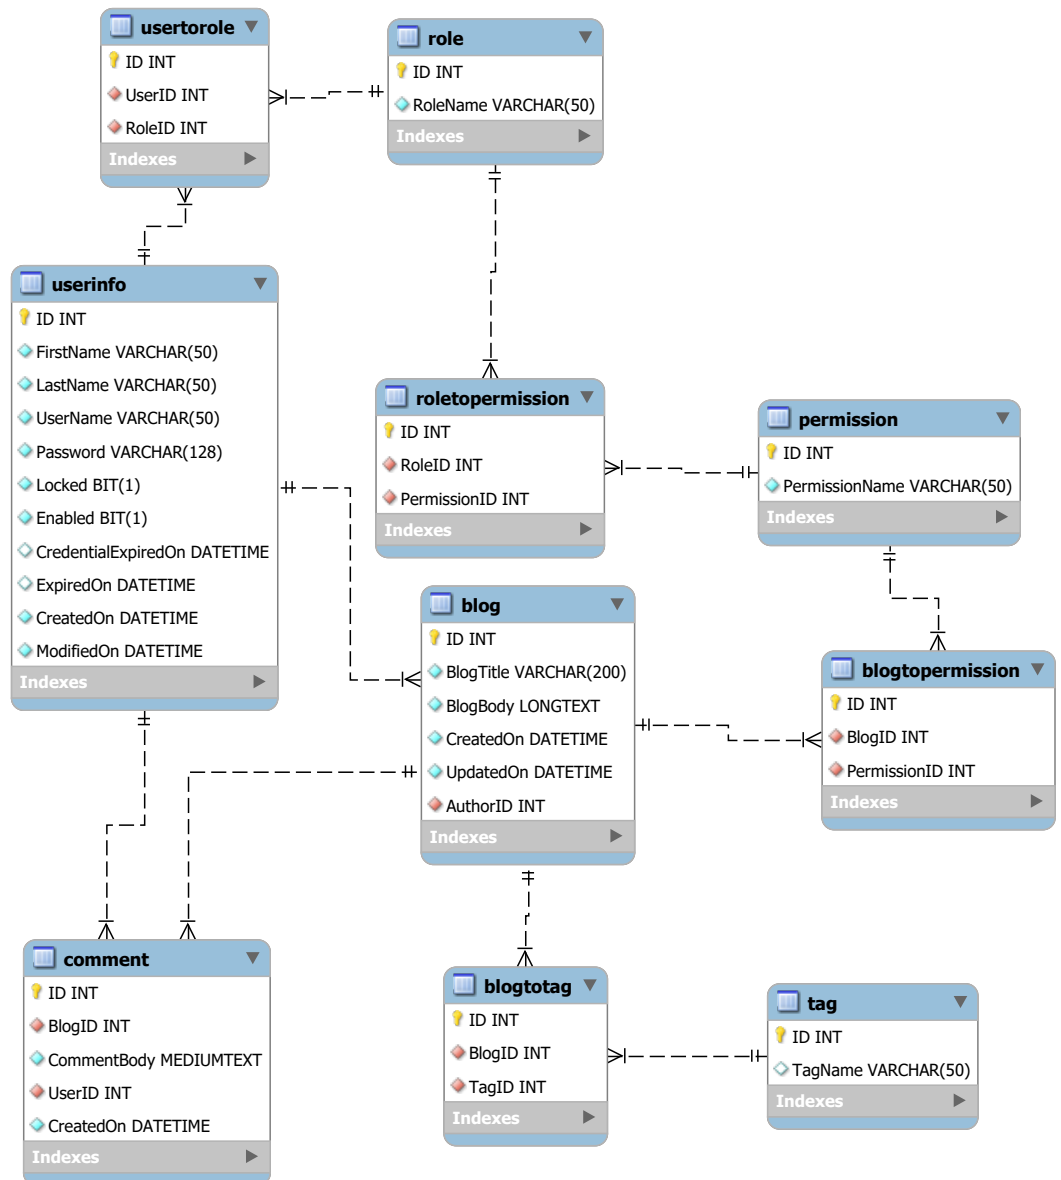 usertorole
ID INT
UserID INT
RoleID INT
Indexes
role
ID INT
RoleName VARCHAR(50)
Indexes
userinfo
ID INT
FirstName VARCHAR(50)
LastName VARCHAR(50)
UserName VARCHAR(50)
Password VARCHAR(128)
Locked BIT(1)
Enabled BIT(1)
CredentialExpiredOn DATETIME
ExpiredOn DATETIME
CreatedOn DATETIME
ModifiedOn DATETIME
Indexes
roletopermission
ID INT
RoleID INT
PermissionID INT
Indexes
permission
ID INT
PermissionName VARCHAR(50)
Indexes
blog
ID INT
BlogTitle VARCHAR(200)
BlogBody LONGTEXT
CreatedOn DATETIME
UpdatedOn DATETIME
AuthorID INT
Indexes
blogtopermission
ID INT
BlogID INT
PermissionID INT
Indexes
comment
ID INT
BlogID INT
CommentBody MEDIUMTEXT
UserID INT
CreatedOn DATETIME
Indexes
blogtotag
ID INT
BlogID INT
TagID INT
Indexes
tag
ID INT
TagName VARCHAR(50)
Indexes